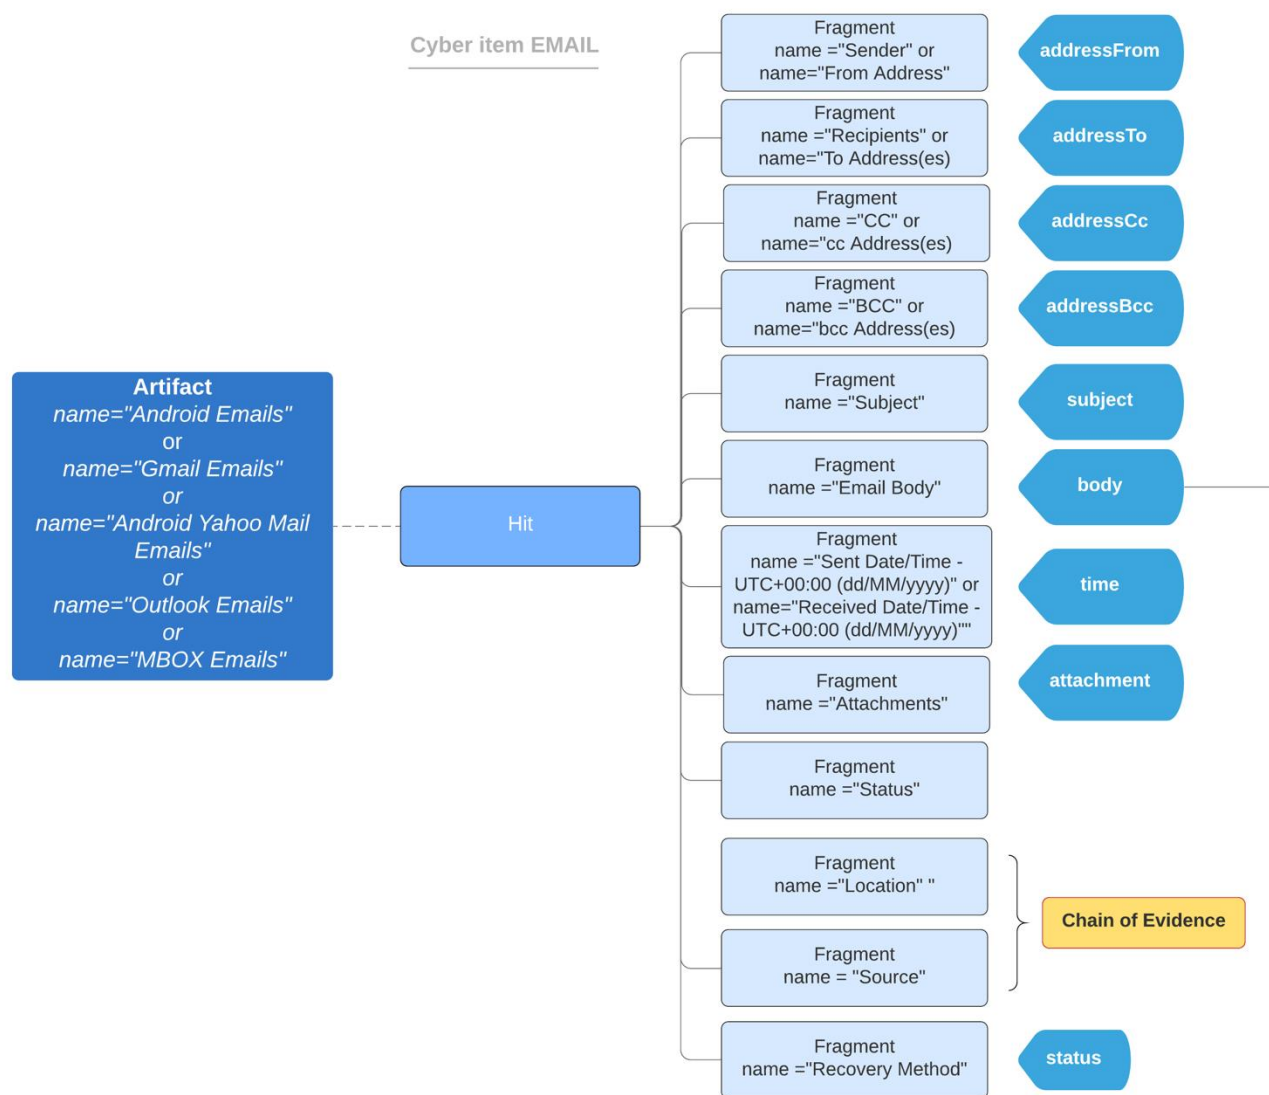 Cyber item EMAIL
Artifact
name="Android Emails"
or
name="Gmail Emails"
or
name="Android Yahoo Mail
Emails"
or
name="Outlook Emails"
or
name="MBOX Emails"
Hit
Fragment
name ="Sender" or
name="From Address"
addressFrom
Fragment
name ="Recipients" or
name="To Address(es)
addressTo
Fragment
name ="CC" or
name="cc Address(es)
addressCc
Fragment
name ="BCC" or
name="bcc Address(es)
addressBcc
Fragment
name ="Subject"
subject
Fragment
name ="Email Body"
body
Fragment
name ="Sent Date/Time -
UTC+00:00 (dd/MM/yyyy)" or
name="Received Date/Time -
UTC+00:00 (dd/MM/yyyy)""
time
Fragment
name ="Attachments"
attachment
Fragment
name ="Status"
Fragment
name ="Location" "
Fragment
name = "Source"
Chain of Evidence
Fragment
name ="Recovery Method"
status